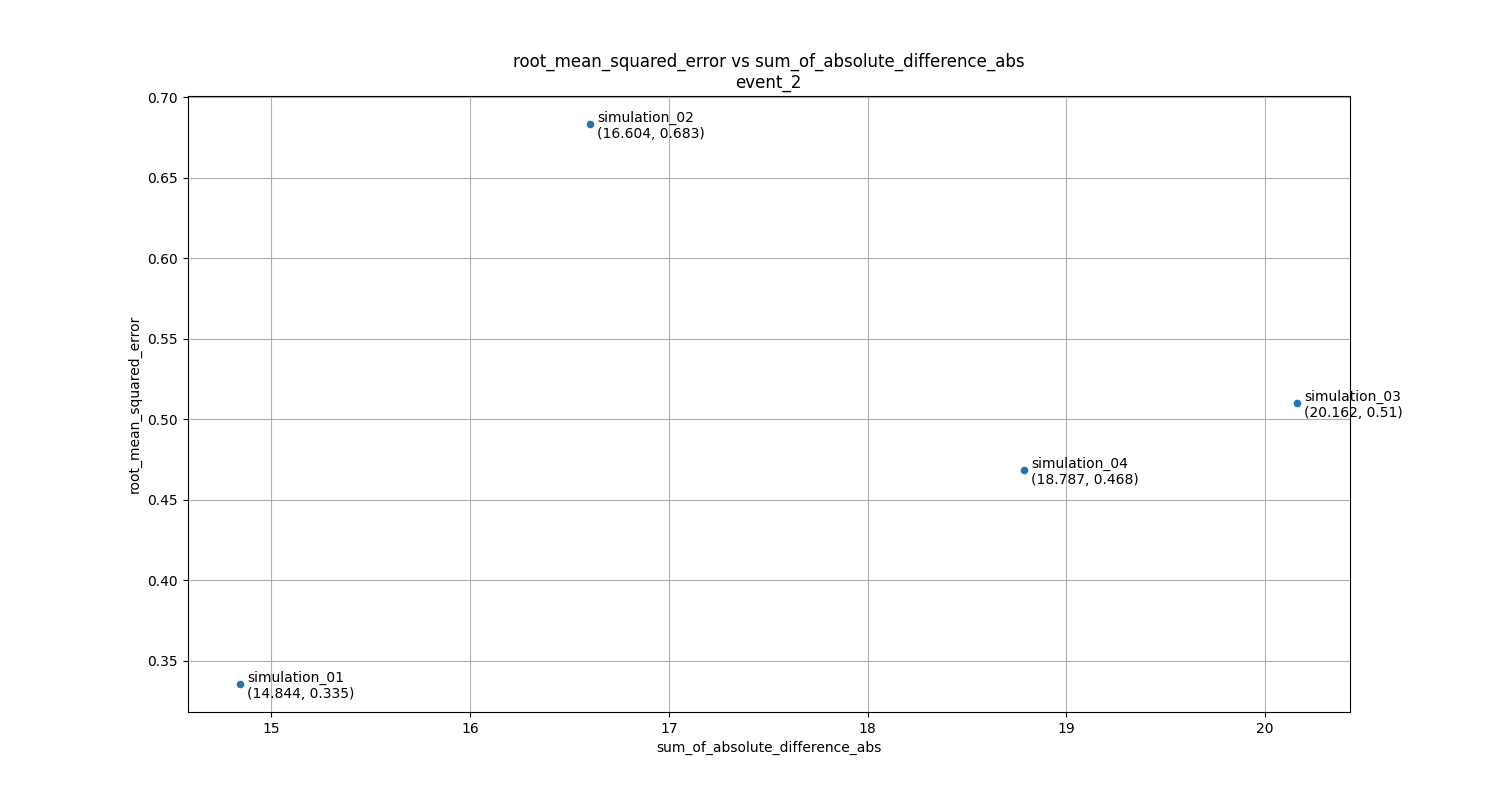 root_mean_squared_error vs sum_of_absolute_difference_abs
event_2
0.70
0.65
0.60
0.55
0.50
0.45
0.40
0.35
root_mean_squared_error
simulation_02
(16.604, 0.683)
simulation_03
(20.162, 0.51)
simulation_04
(18.787, 0.468)
simulation_01
(14.844, 0.335)
15 16 17 18 19 20
sum_of_absolute_difference_abs